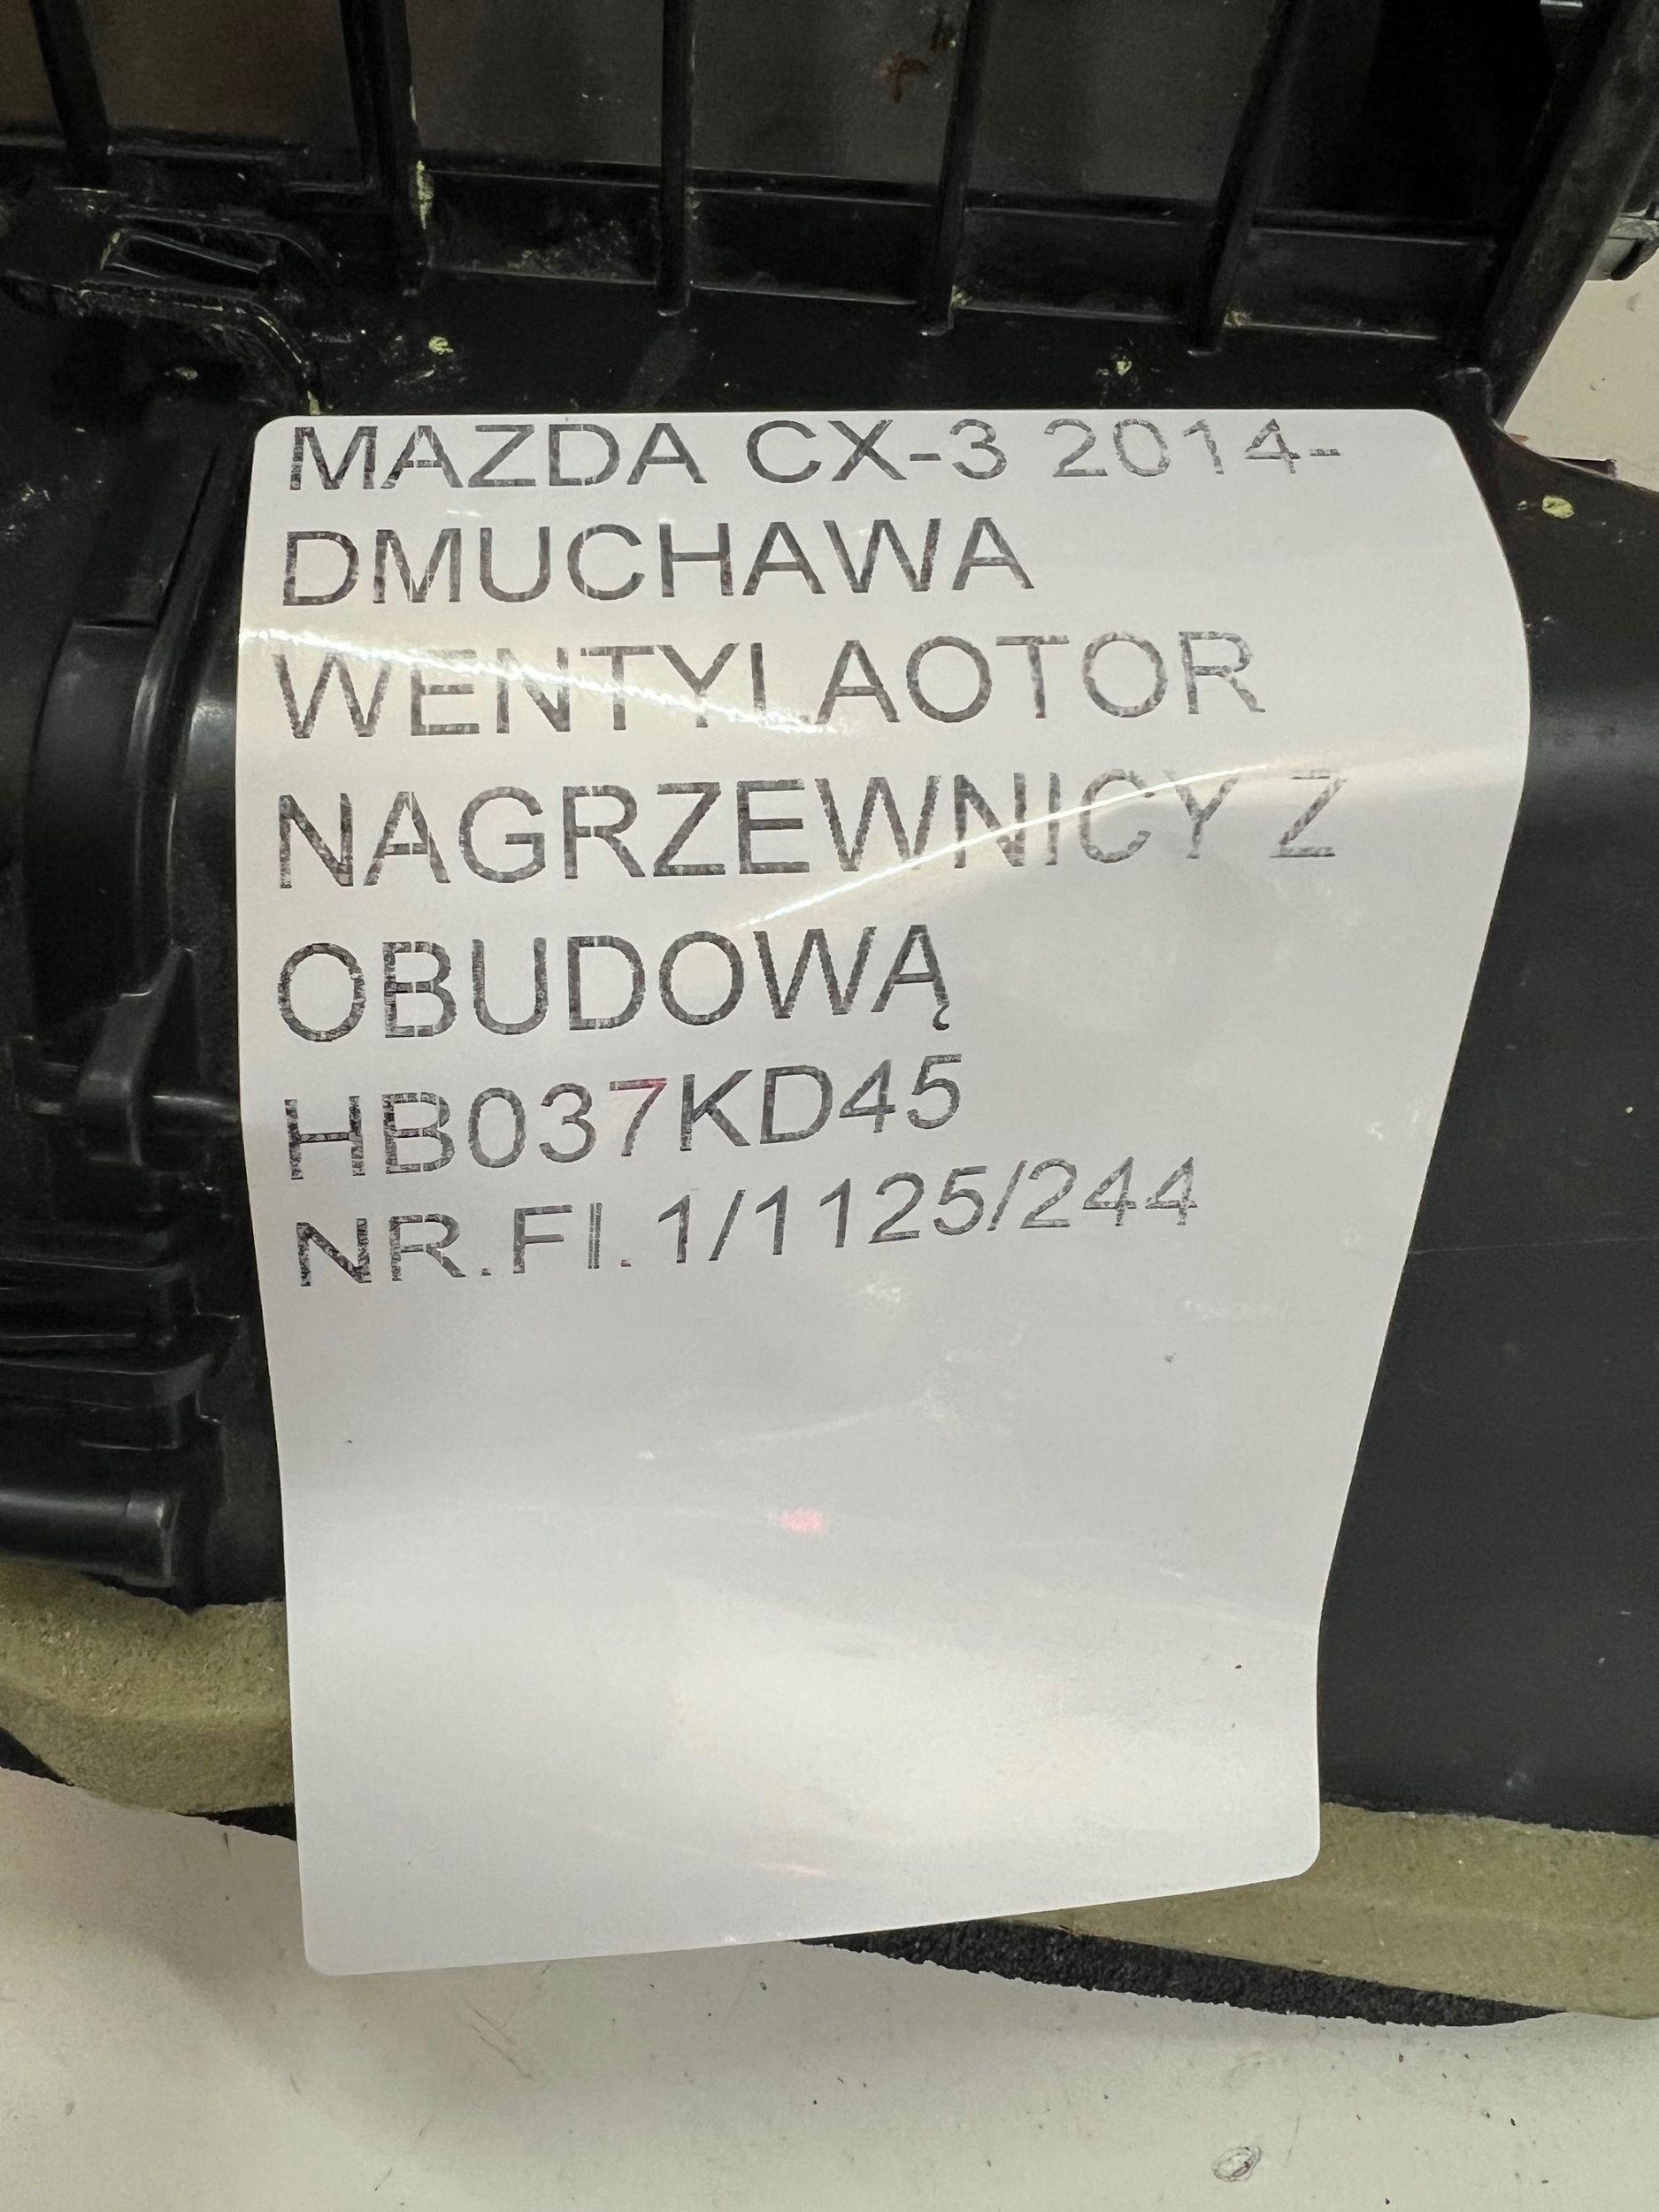 MAZDA CX-3 2014-
DMUCHAWA
WENTYLAOTOR
NAGRZEWNICY Z
OBUDOWĄ
HB037KD45
NR.FI.1/1125/244